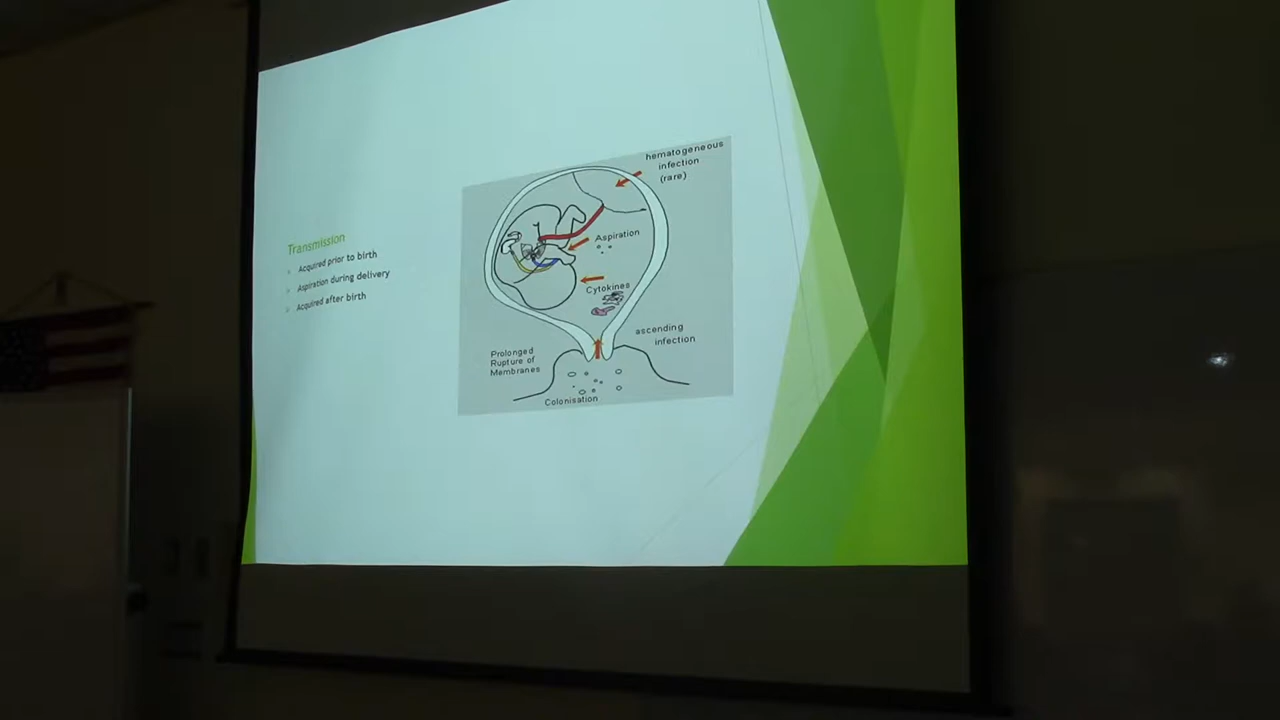 Transmission
Acquired prior to birth
Aspiration during delivery
Acquired after birth
hematogeneous
infection
(rare)
Aspiration
Cytokines
ascending
infection
Prolonged
Rupture of
Membranes
Colonisation